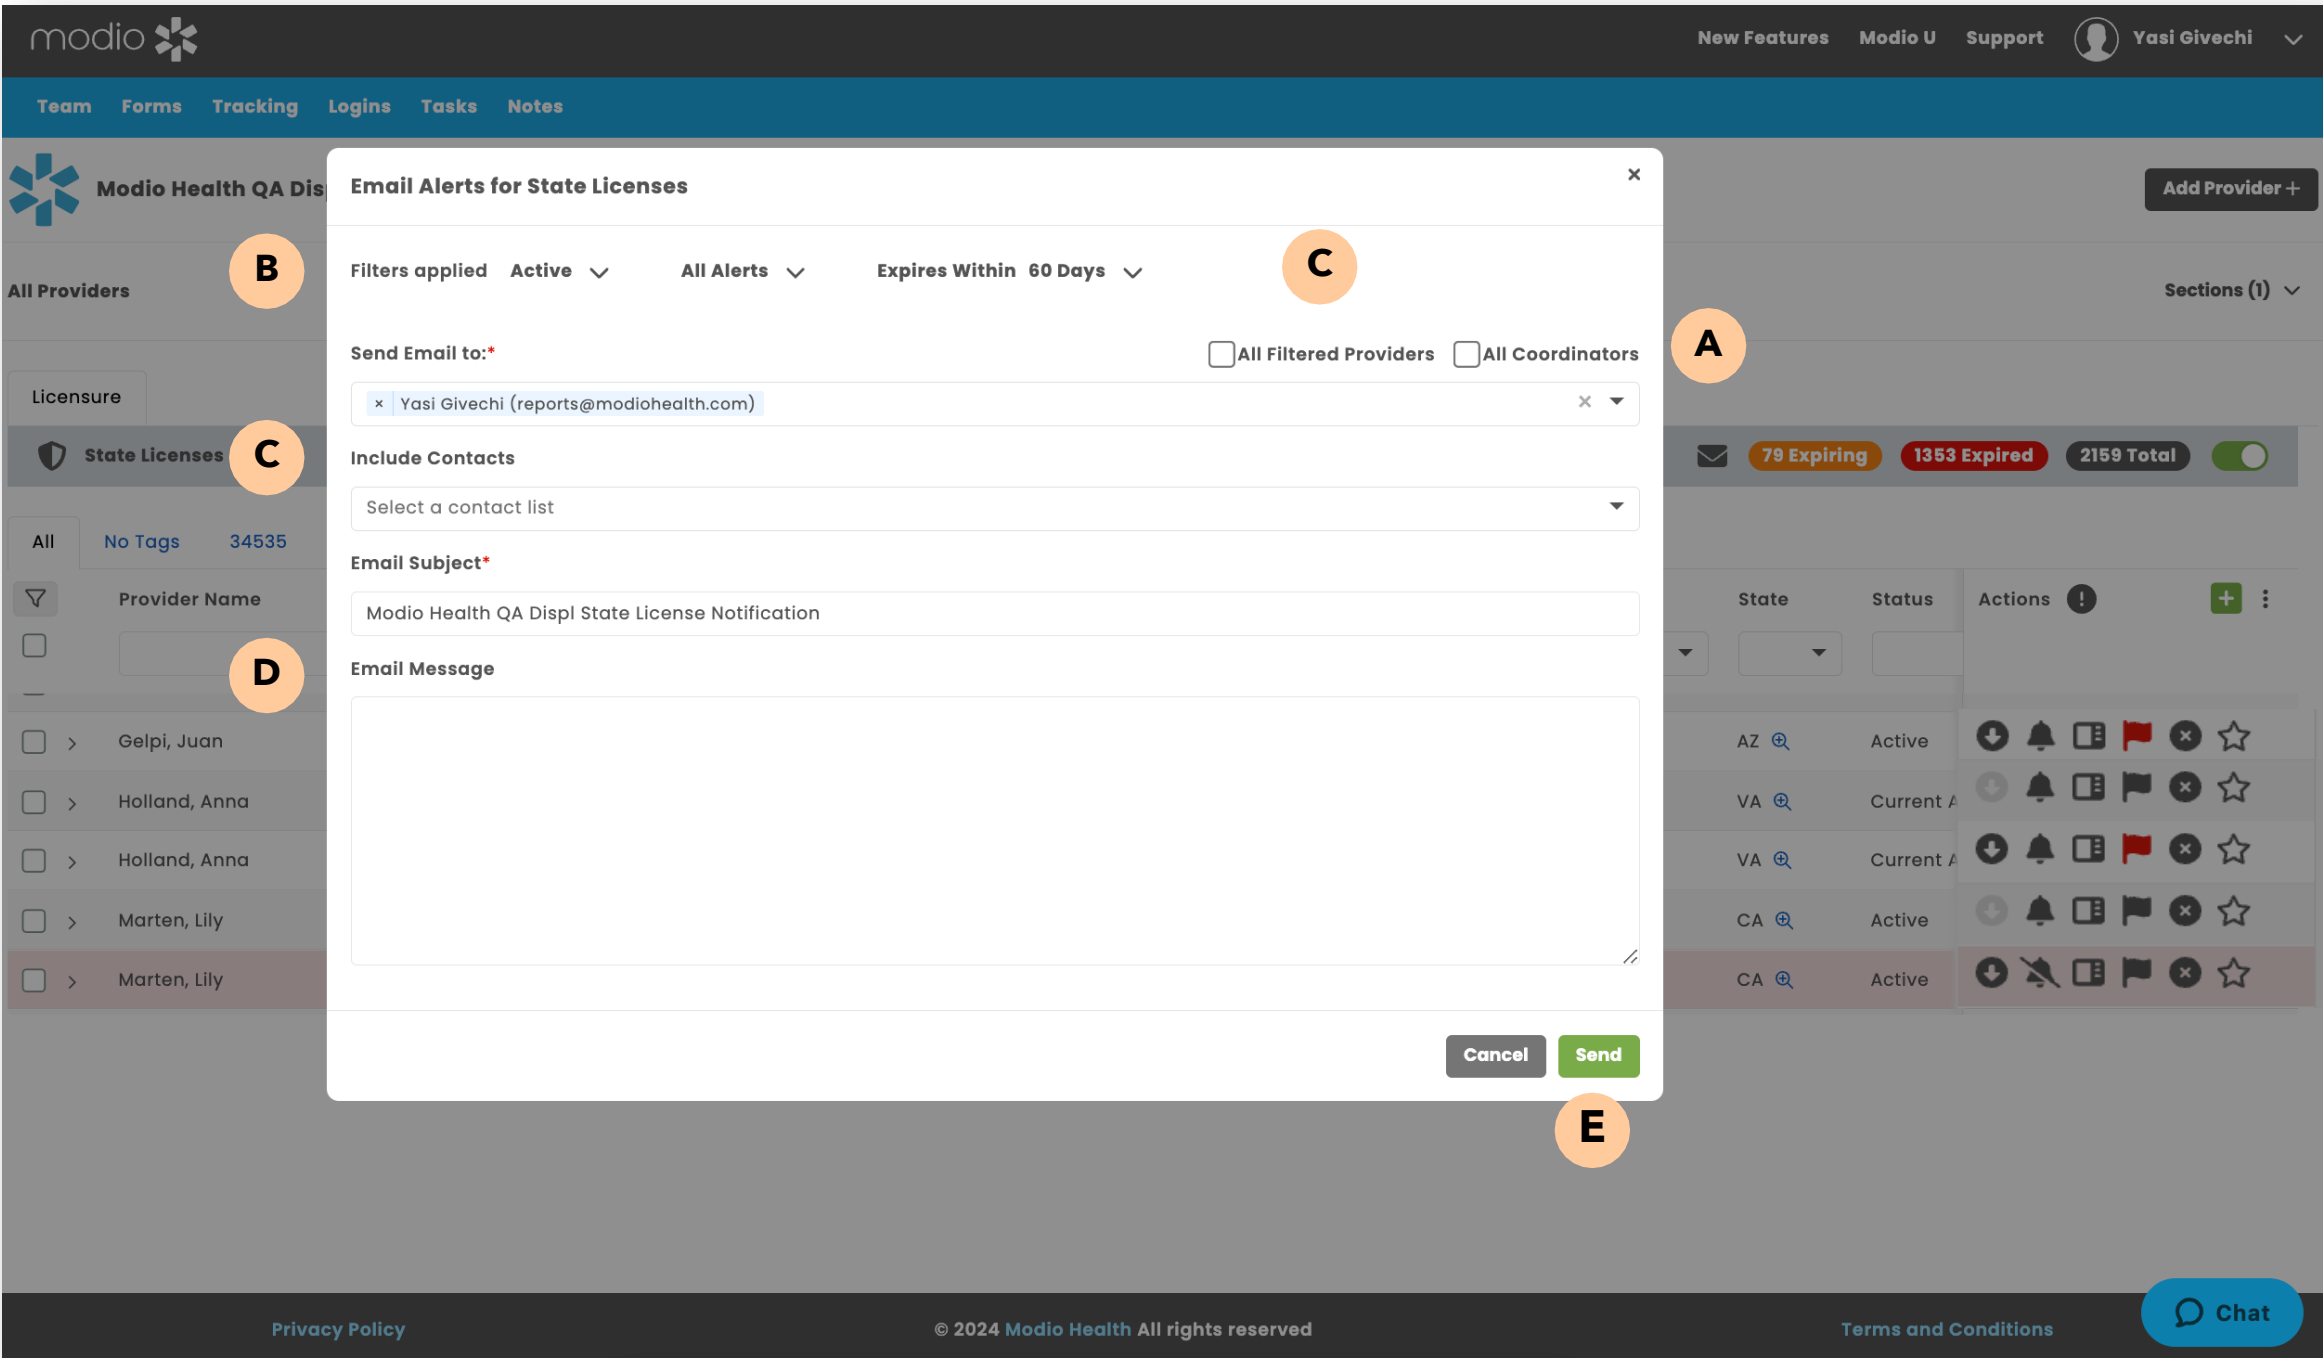 modio
New Features Modio U Support Yasi Givechi
Team Forms Tracking Logins Tasks Notes
Modio Health QA Dis
Add Provider +
Email Alerts for State Licenses ×
B
C
Filters applied Active All Alerts Expires Within 60 Days
All Providers
Sections (1)
A
Send Email to:* All Filtered Providers All Coordinators
Licensure
× Yasi Givechi (reports@modiohealth.com) ×
State Licenses
C
79 Expiring 1353 Expired 2159 Total
Include Contacts
Select a contact list
All No Tags 34535
Email Subject*
Modio Health QA Displ State License Notification
Provider Name State Status Actions
D
Email Message
Gelpi, Juan AZ Active
Holland, Anna VA Current A
Holland, Anna VA Current A
Marten, Lily CA Active
Marten, Lily CA Active
Cancel Send
E
Privacy Policy © 2024 Modio Health All rights reserved Terms and Conditions
Chat